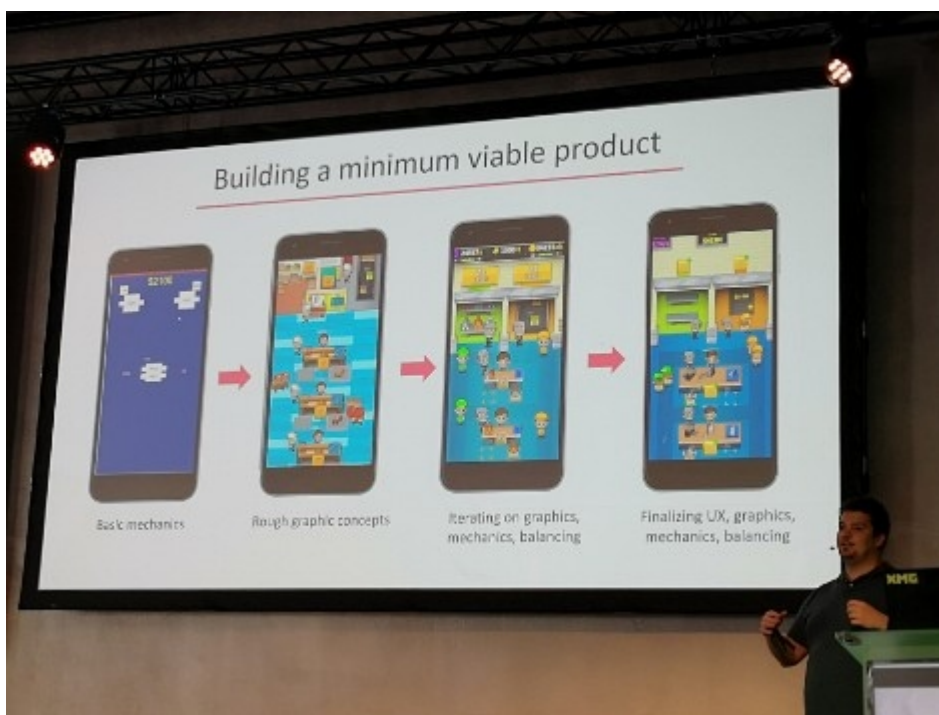 Building a minimum viable product
$2100
Basic mechanics
Rough graphic concepts
Iterating on graphics,
mechanics, balancing
Finalizing UX, graphics,
mechanics, balancing
XMG